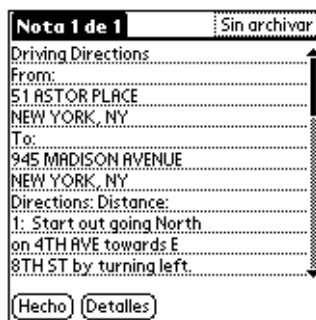 Nota 1 de 1 Sin archivar
Driving Directions
From:
51 ASTOR PLACE
NEW YORK, NY
To:
945 MADISON AVENUE
NEW YORK, NY
Directions: Distance:
1: Start out going North
on 4TH AVE towards E
8TH ST by turning left.
Hecho Detalles